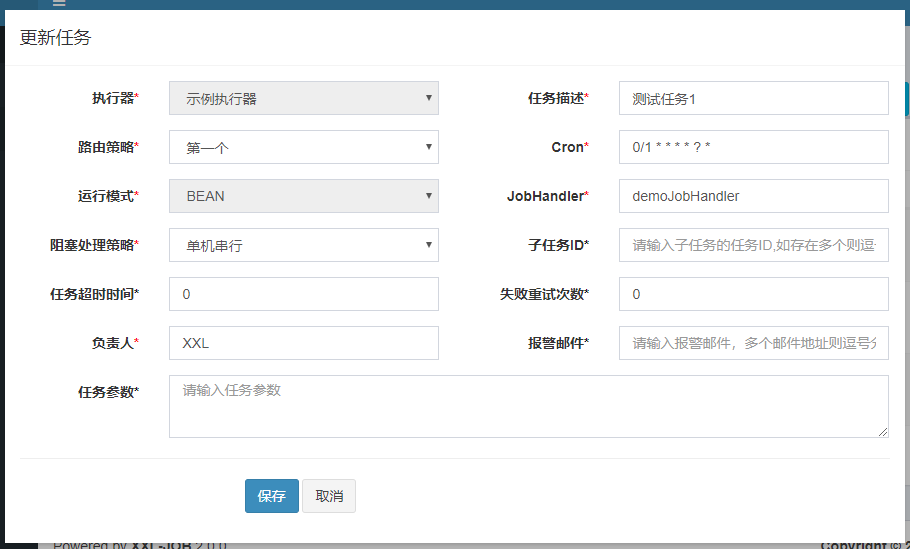 更新任务
执行器* 示例执行器 任务描述* 测试任务1
路由策略* 第一个 Cron* 0/1 * * * * ? *
运行模式* BEAN JobHandler* demoJobHandler
阻塞处理策略* 单机串行 子任务ID* 请输入子任务的任务ID,如存在多个则逗
任务超时时间* 0 失败重试次数* 0
负责人* XXL 报警邮件* 请输入报警邮件，多个邮件地址则逗号分
任务参数* 请输入任务参数
保存 取消
Powered by XXL-JOB 2.0.0 Copyright © 2